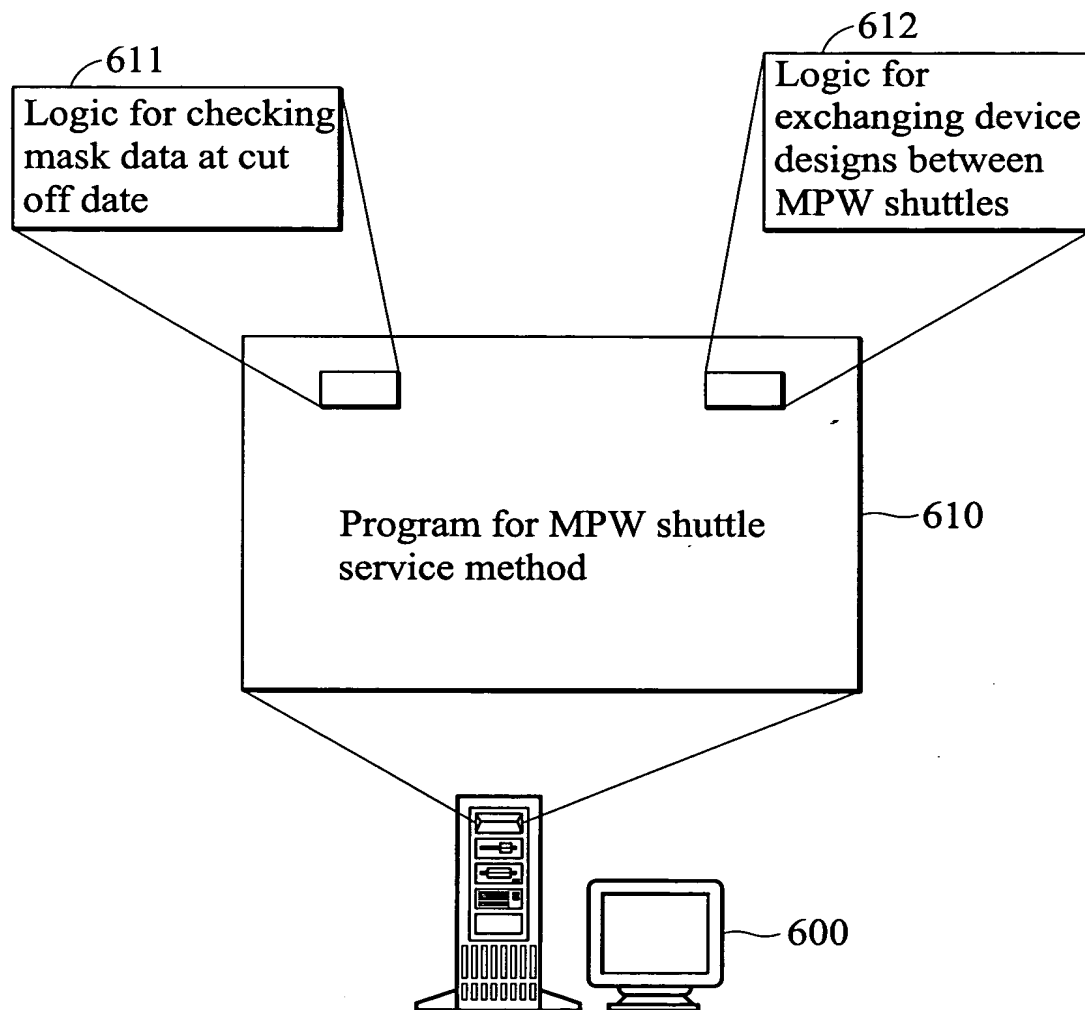 611
Logic for checking
mask data at cut
off date
612
Logic for
exchanging device
designs between
MPW shuttles
Program for MPW shuttle
service method
610
600